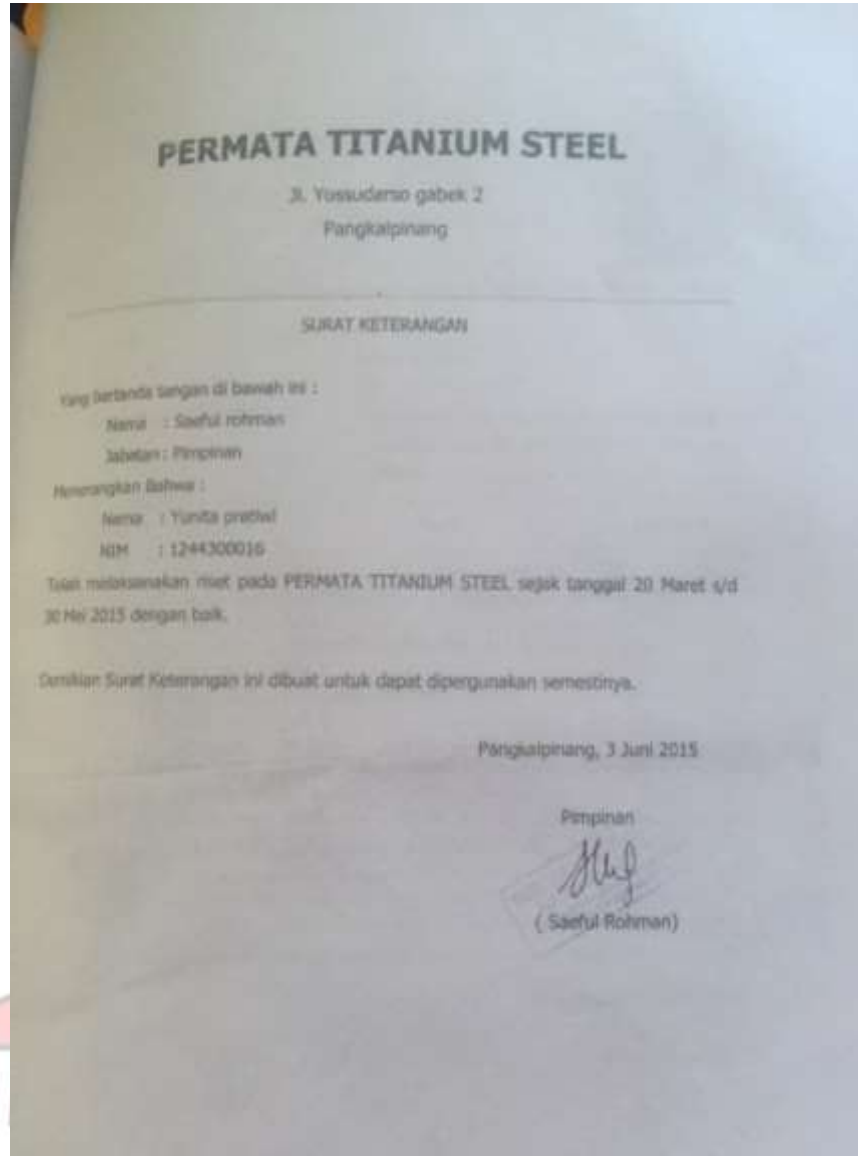 PERMATA TITANIUM STEEL
Jl. Yossudarso gabek 2
Pangkalpinang
SURAT KETERANGAN
Yang bertanda tangan di bawah ini :
Nama : Saeful rohman
Jabatan : Pimpinan
Menerangkan Bahwa :
Nama : Yunita pratiwi
NIM : 1244300016
Telah melaksanakan riset pada PERMATA TITANIUM STEEL sejak tanggal 20 Maret s/d
30 Mei 2015 dengan baik.
Demikian Surat Keterangan ini dibuat untuk dapat dipergunakan semestinya.
Pangkalpinang, 3 Juni 2015
Pimpinan
( Saeful Rohman)